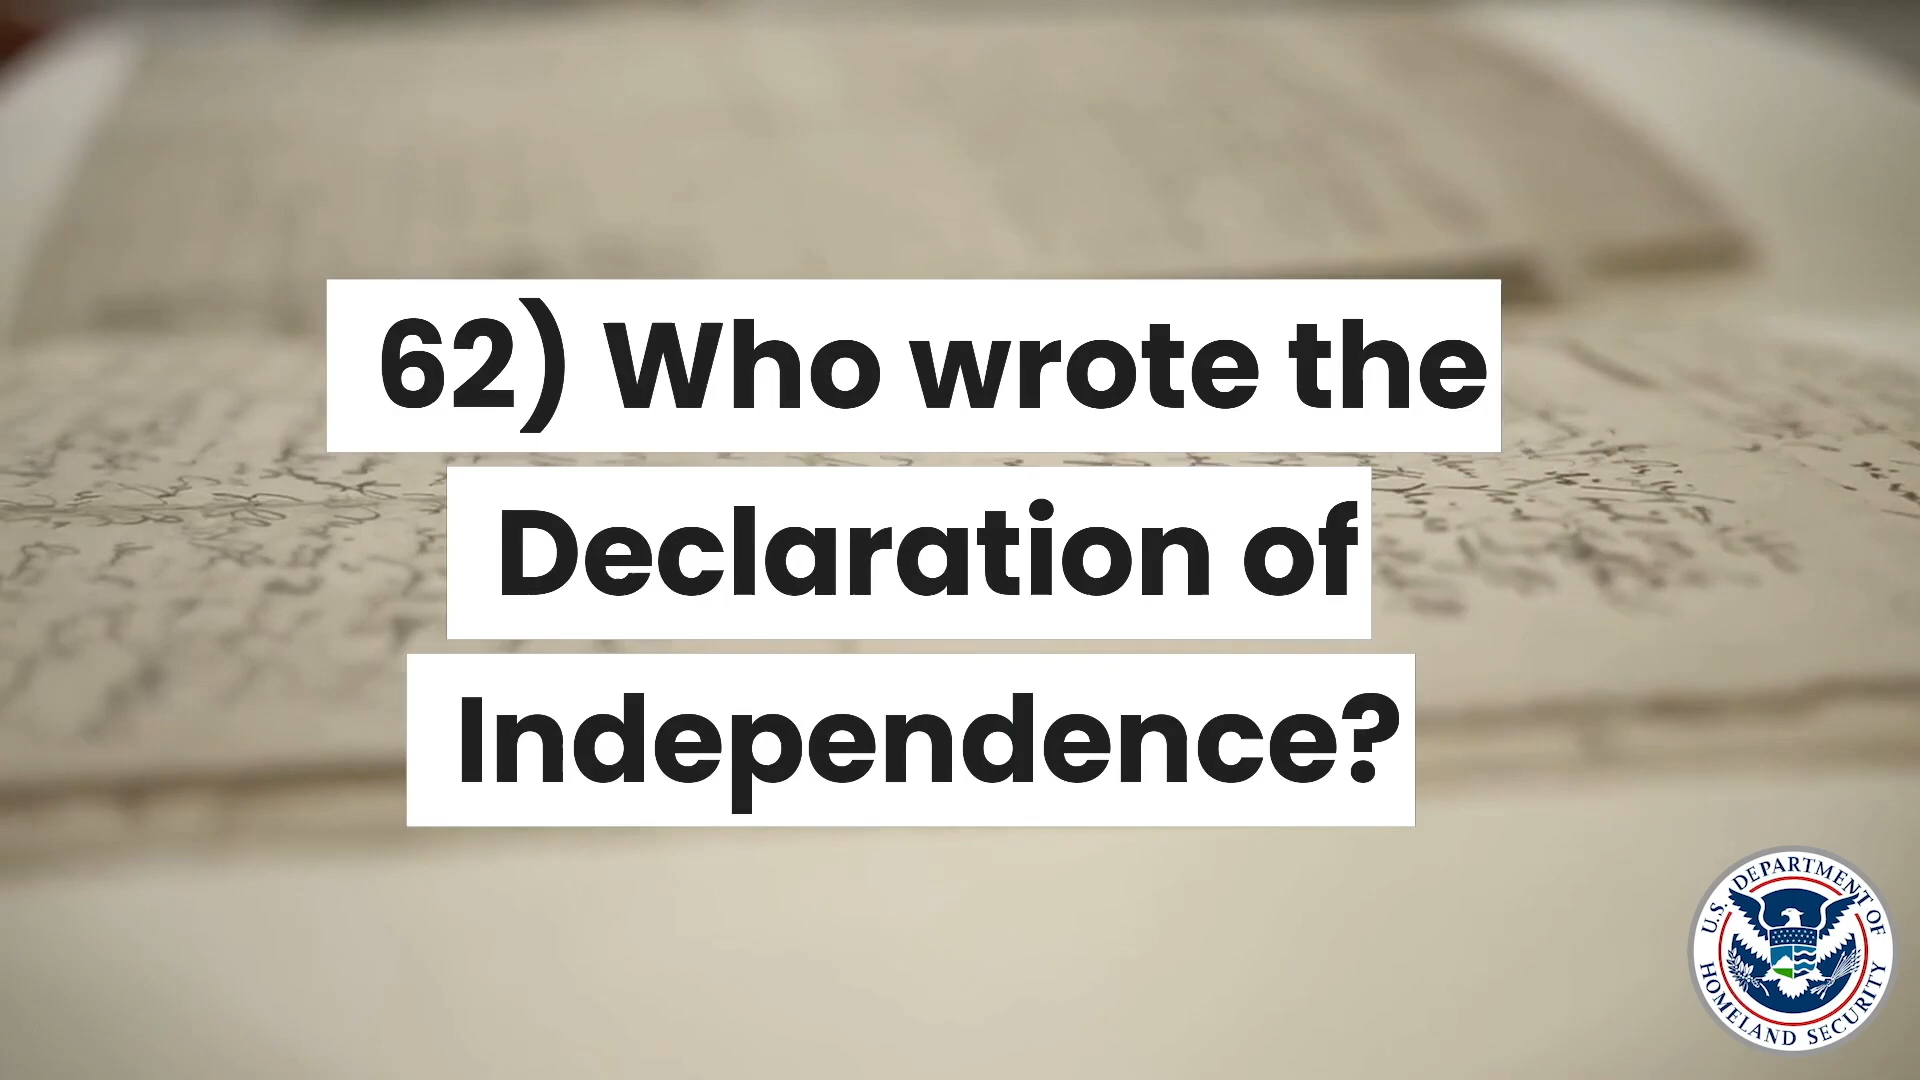 62) Who wrote the
Declaration of
Independence?
U.S. DEPARTMENT OF
HOMELAND SECURITY